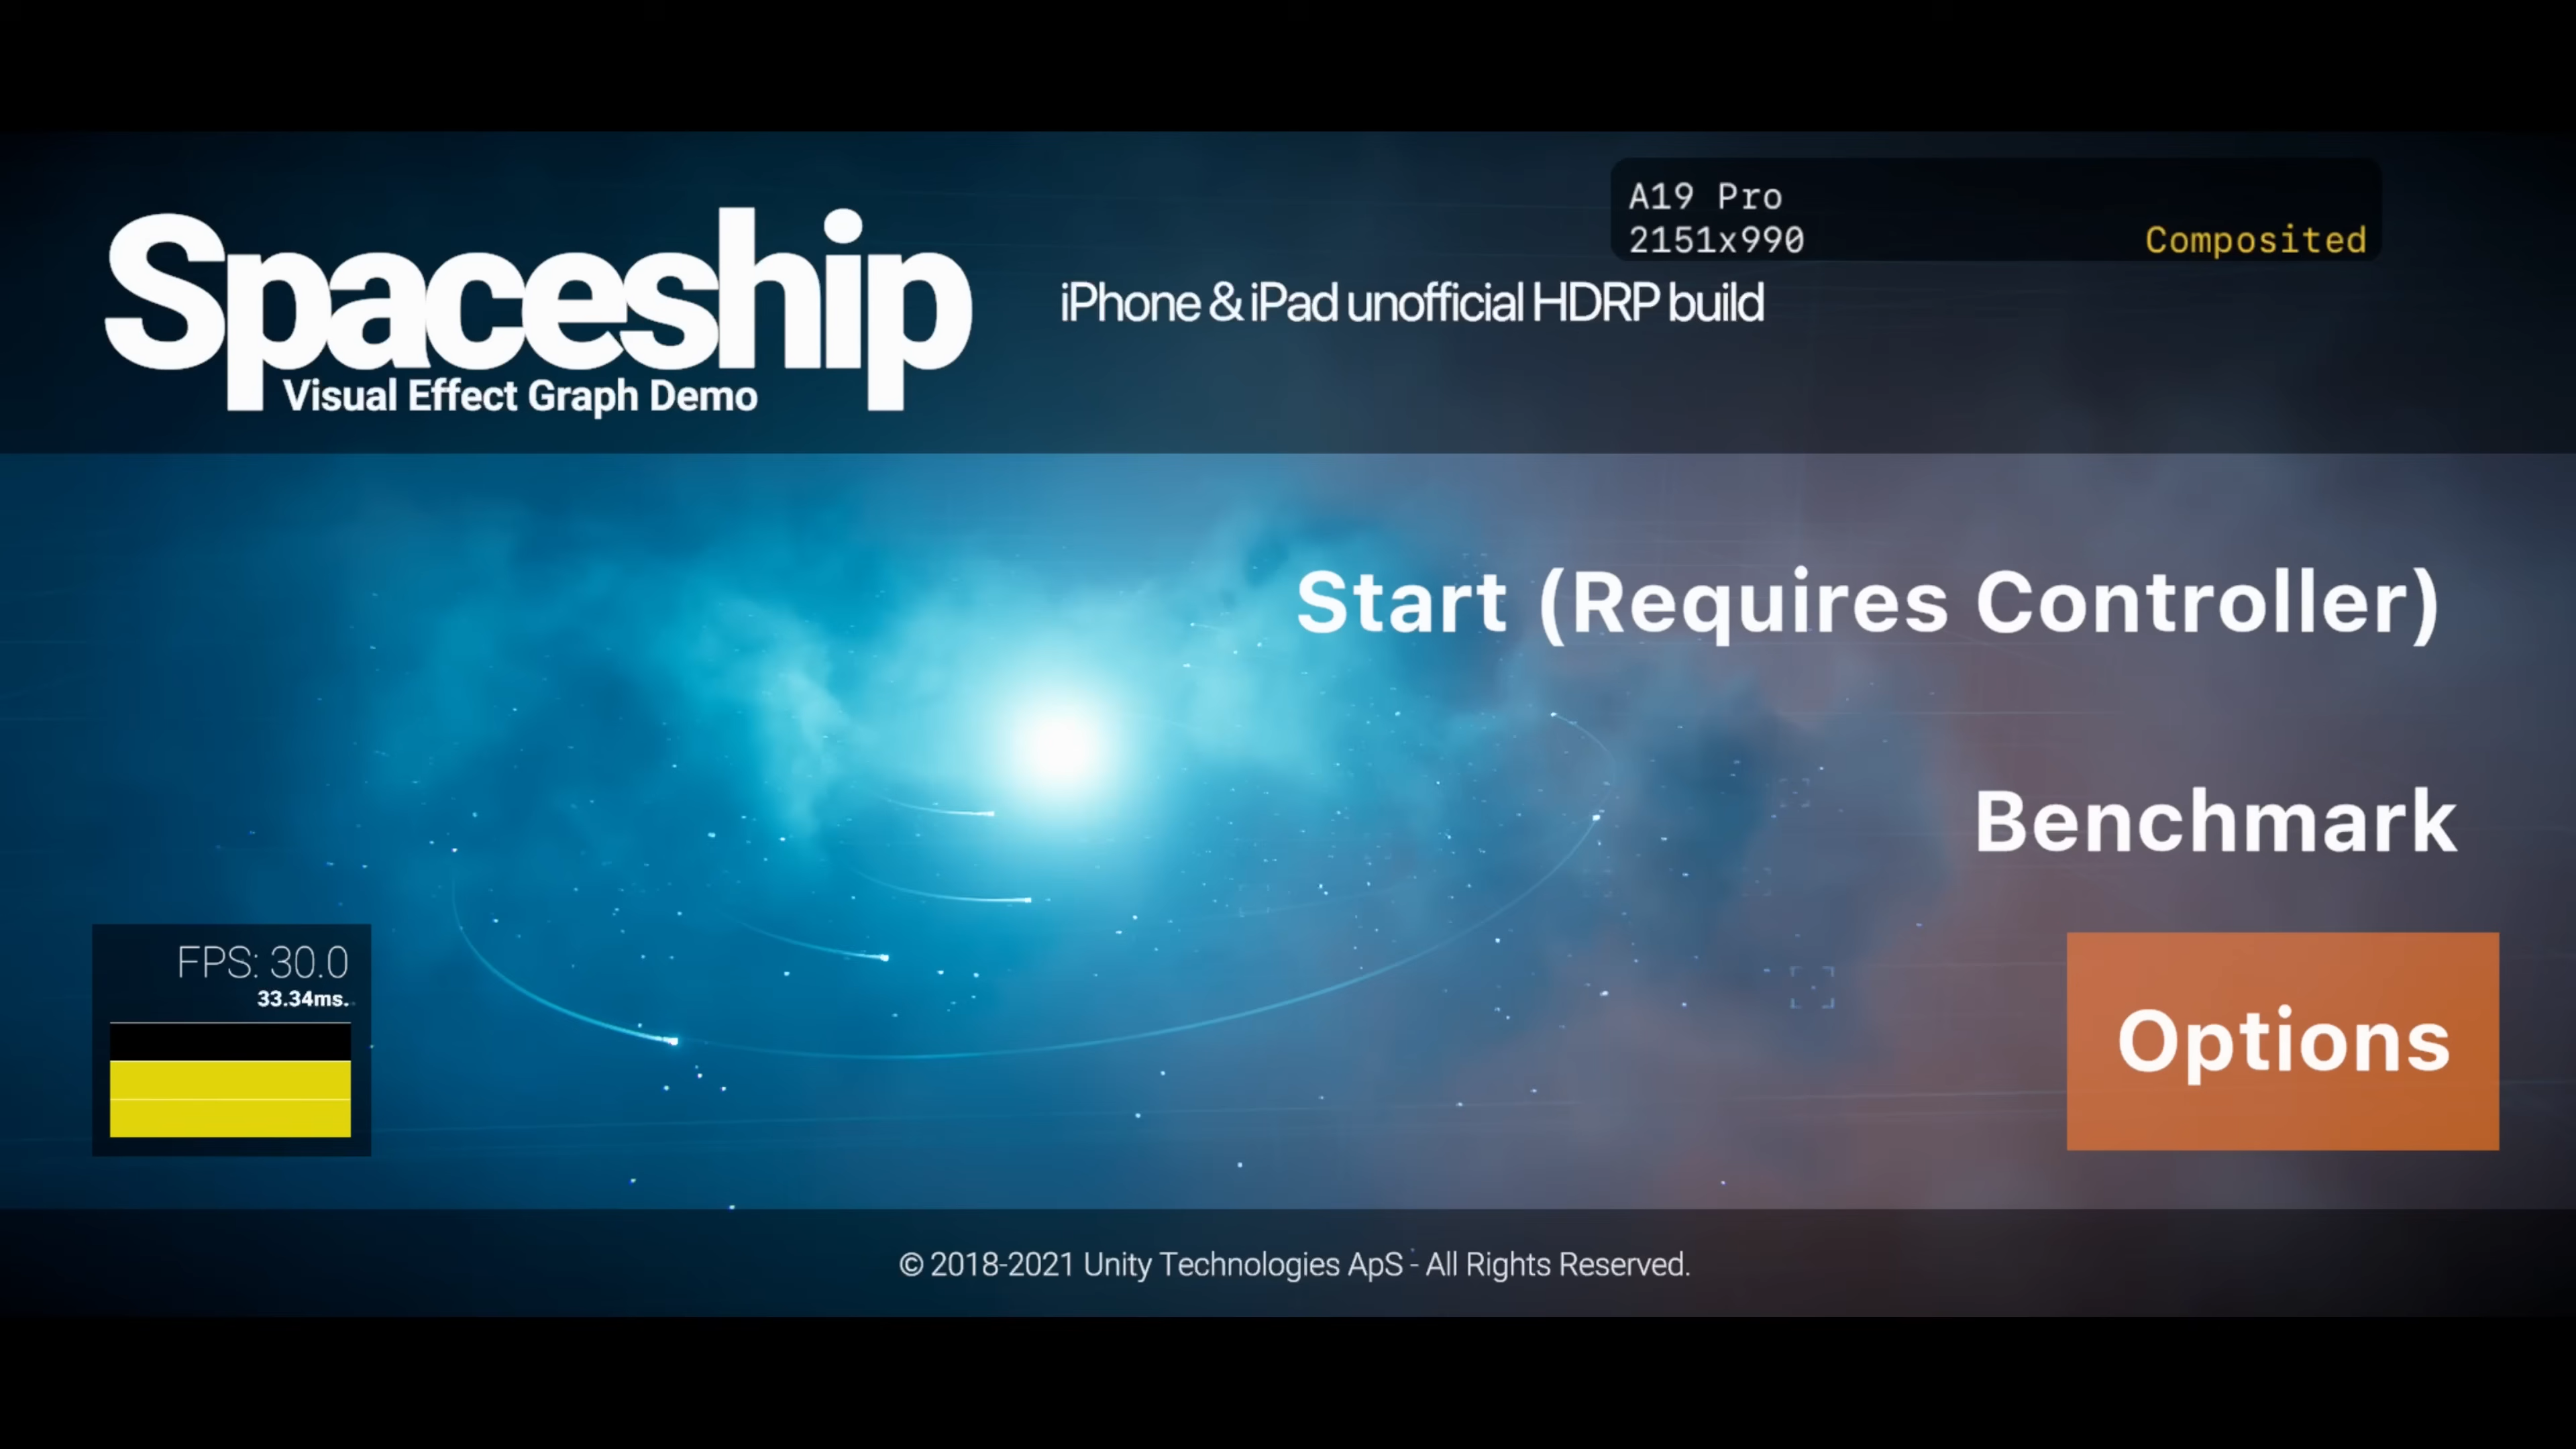 A19 Pro
2151x990 Composited
Spaceship
iPhone & iPad unofficial HDRP build
Visual Effect Graph Demo
Start (Requires Controller)
Benchmark
FPS: 30.0
33.34ms.
Options
© 2018-2021 Unity Technologies ApS - All Rights Reserved.